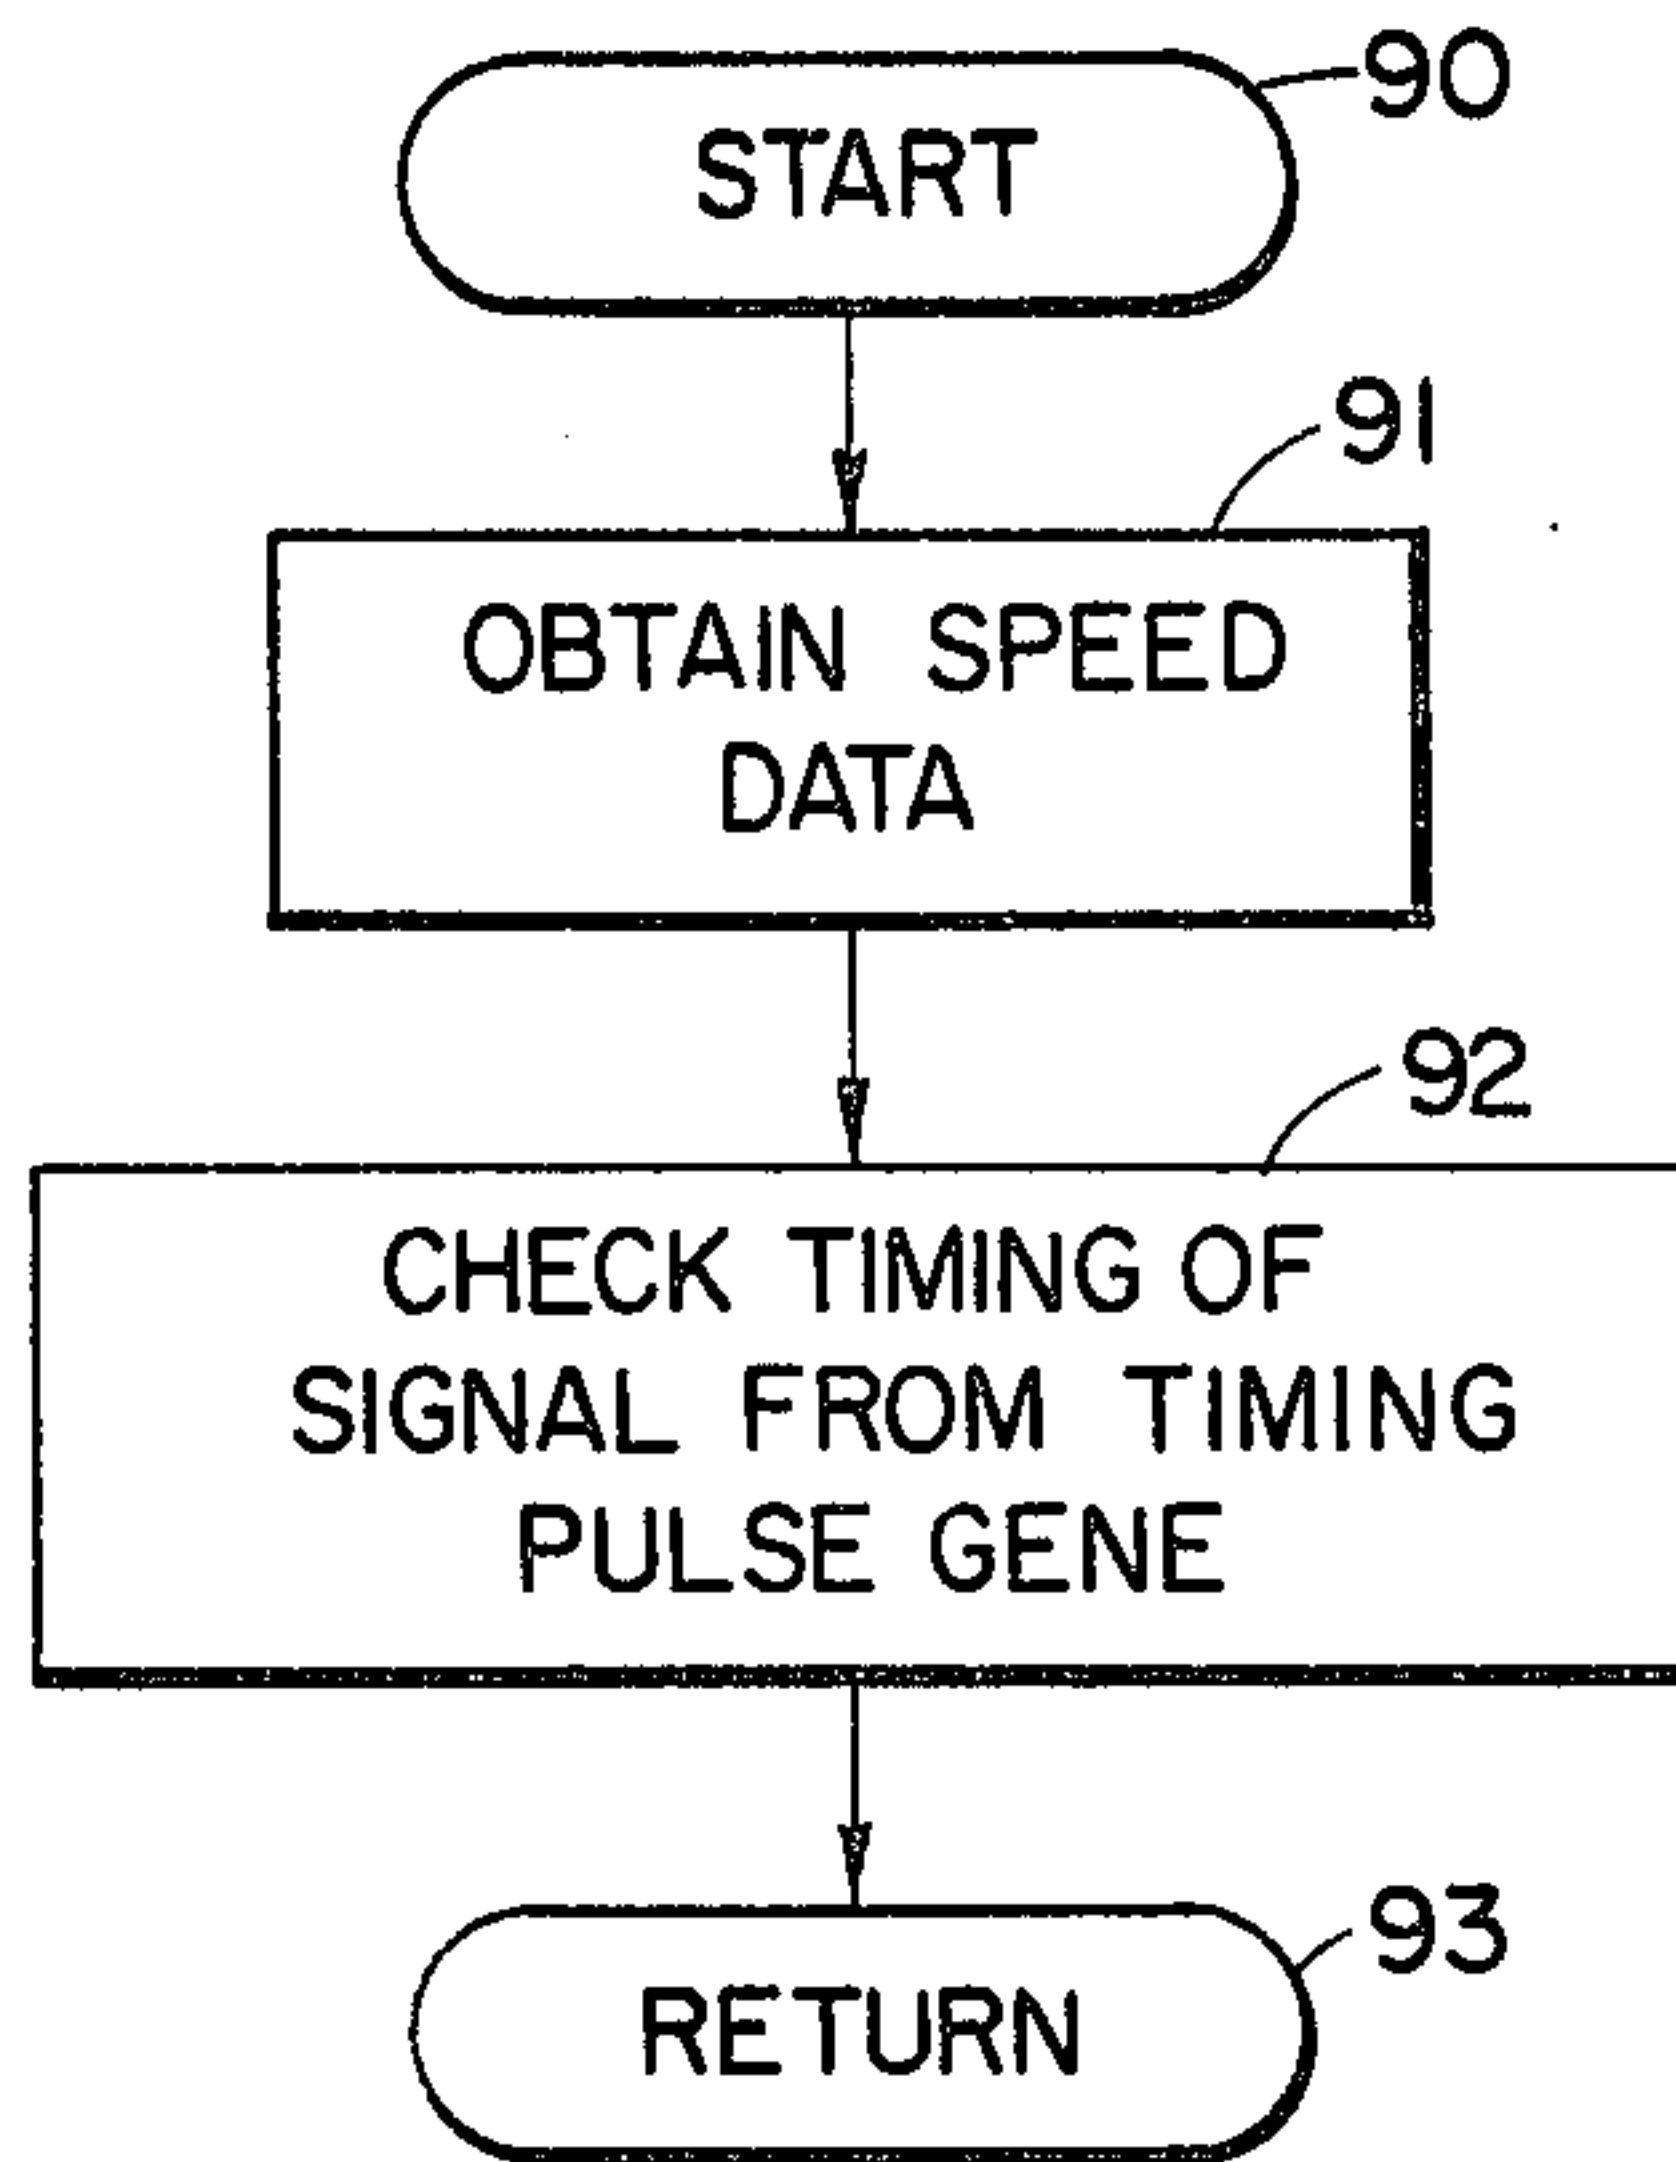 90
START
91
OBTAIN SPEED
DATA
92
CHECK TIMING OF
SIGNAL FROM TIMING
PULSE GENE
93
RETURN